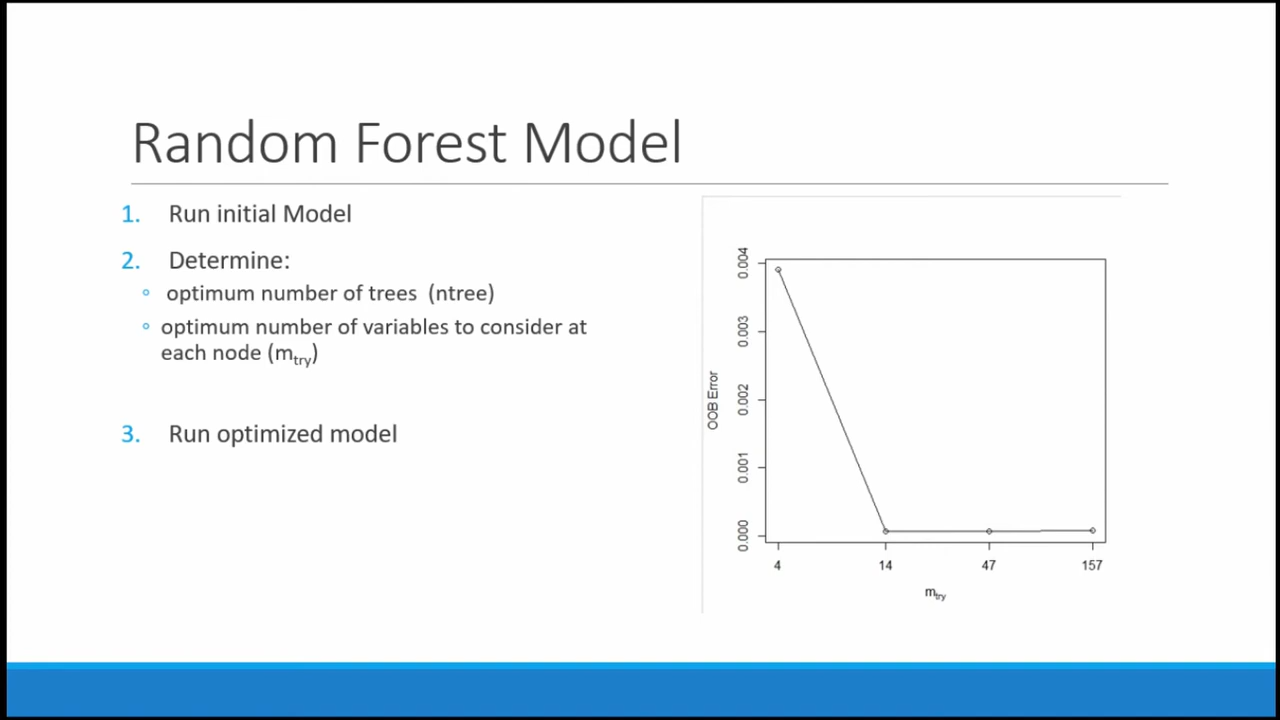 Random Forest Model
1. Run initial Model
2. Determine:
° optimum number of trees (ntree)
° optimum number of variables to consider at
each node (mtry)
3. Run optimized model
OOB Error
0.004
0.003
0.002
0.001
0.000
4 14 47 157
mtry